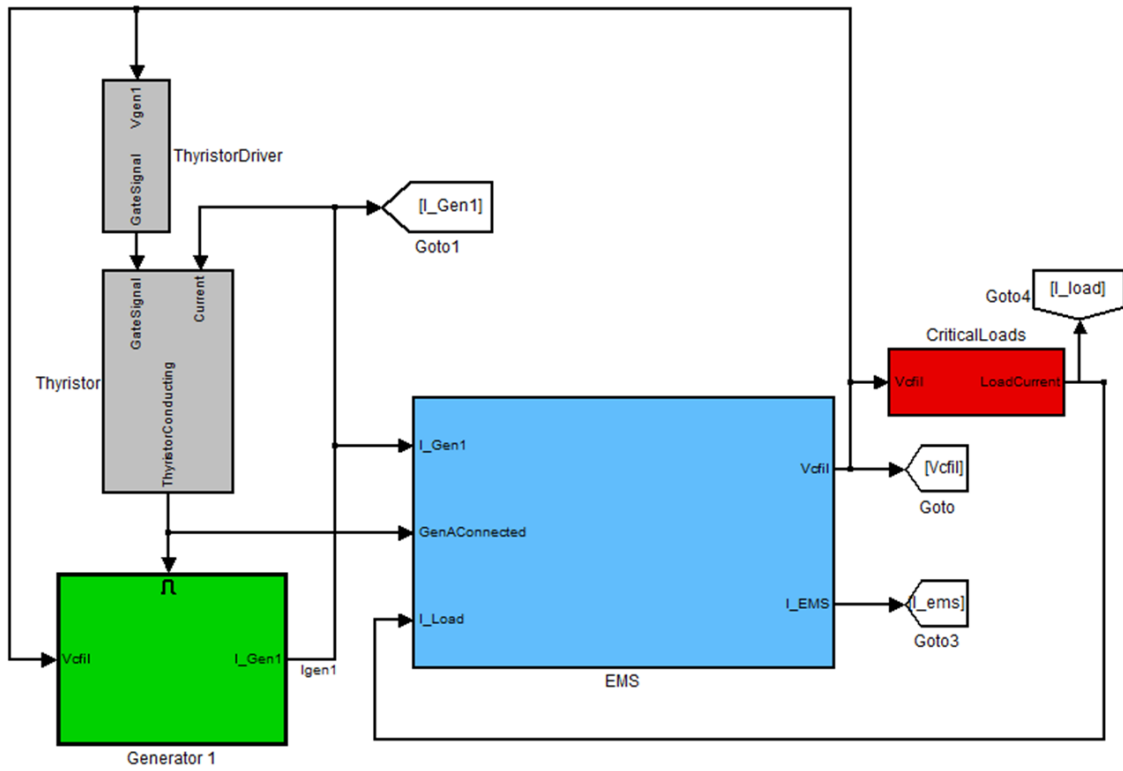 Vgen1
GateSignal
ThyristorDriver
[I_Gen1]
Goto1
GateSignal
Current
ThyristorConducting
Thyristor
Goto4
[I_load]
CriticalLoads
Vcfil
LoadCurrent
I_Gen1
GenAConnected
I_Load
Vcfil
I_EMS
EMS
[Vcfil]
Goto
[I_ems]
Goto3
Vcfil
I_Gen1
Igen1
Generator 1